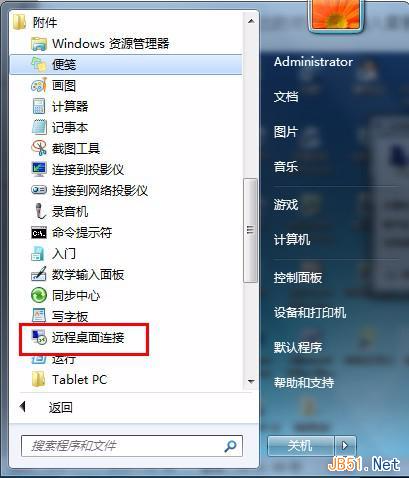 附件
Windows 资源管理器
便笺
画图
计算器
记事本
截图工具
连接到投影仪
连接到网络投影仪
录音机
命令提示符
入门
数学输入面板
同步中心
写字板
远程桌面连接
运行
Tablet PC
返回
搜索程序和文件
Administrator
文档
图片
音乐
游戏
计算机
控制面板
设备和打印机
默认程序
帮助和支持
关机
JB51.Net